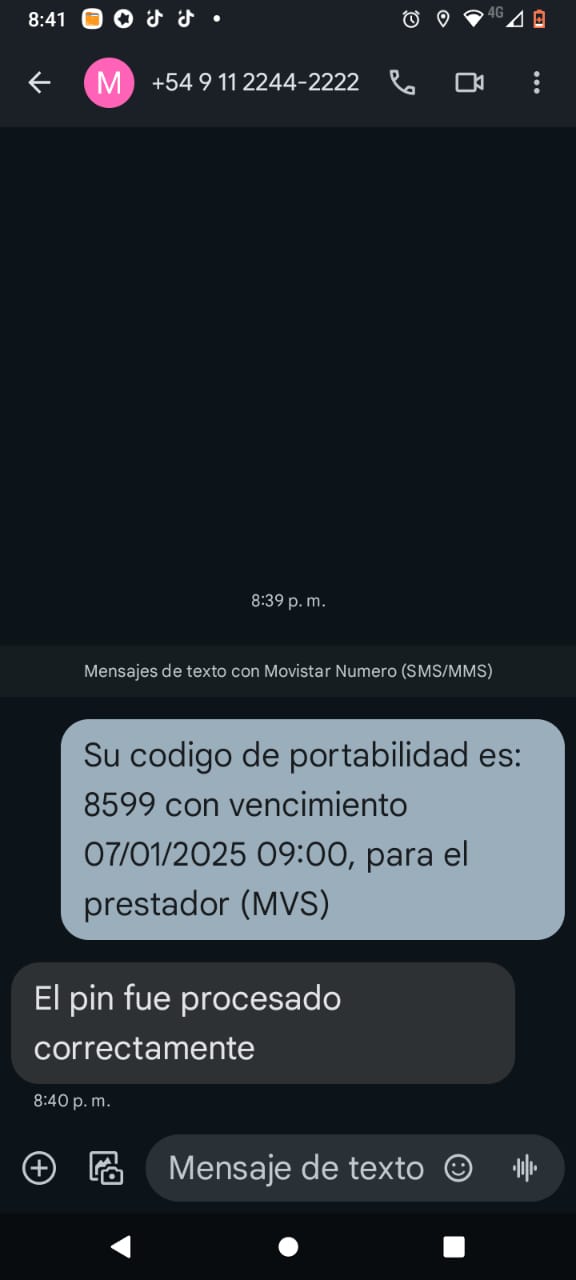 8:41
4G
M
+54 9 11 2244-2222
8:39 p. m.
Mensajes de texto con Movistar Numero (SMS/MMS)
Su codigo de portabilidad es:
8599 con vencimiento
07/01/2025 09:00, para el
prestador (MVS)
El pin fue procesado
correctamente
8:40 p. m.
Mensaje de texto